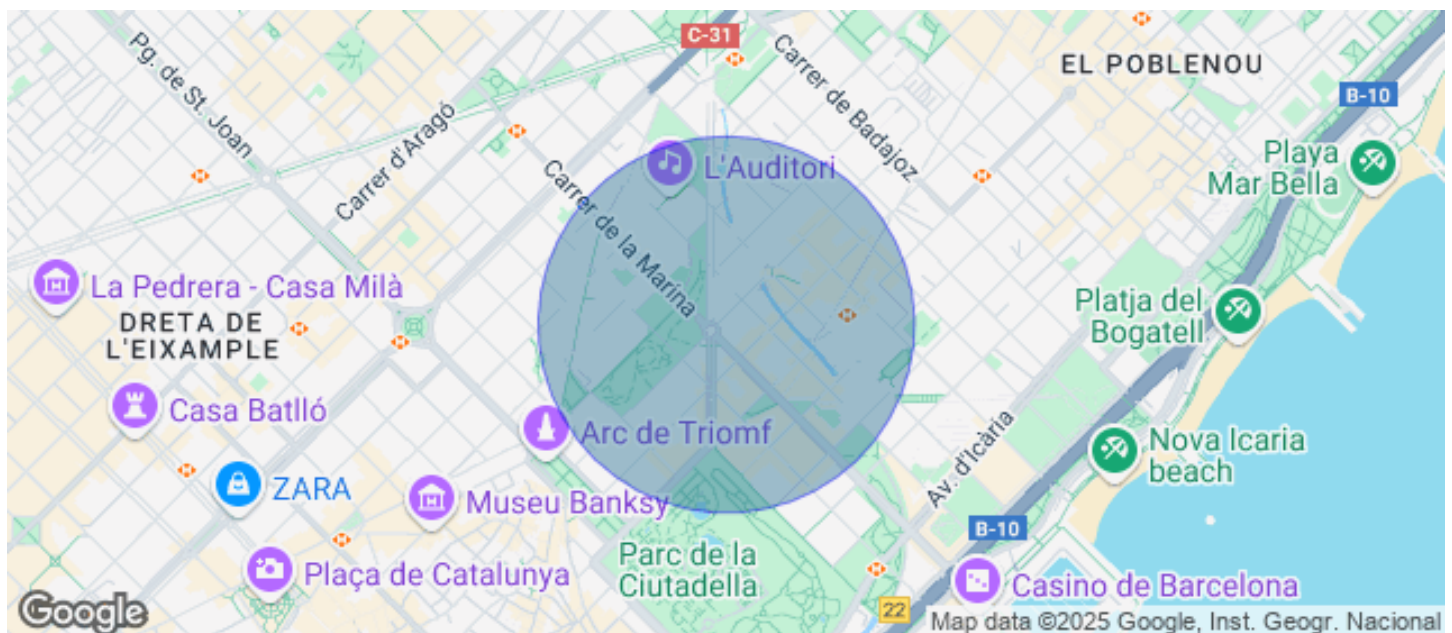 C-31
Pg. de St. Joan
Carrer d'Aragó
Carrer de Badajoz
EL POBLENOU
B-10
L'Auditori
Carrer de la Marina
Playa
Mar Bella
La Pedrera - Casa Milà
DRETA DE
L'EIXAMPLE
Platja del
Bogatell
Casa Batlló
Arc de Triomf
Av. d'Icària
Nova Icaria
beach
ZARA
Museu Banksy
B-10
Plaça de Catalunya
Parc de la
Ciutadella
Casino de Barcelona
22
Google
Map data ©2025 Google, Inst. Geogr. Nacional